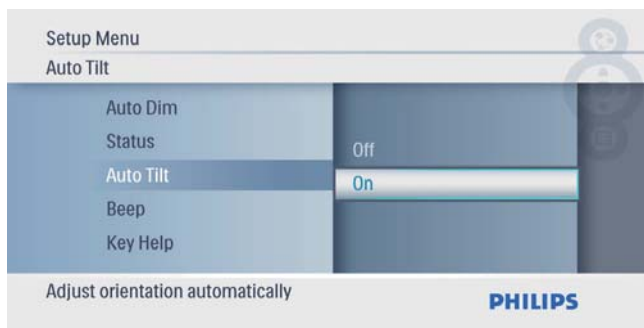 Setup Menu
Auto Tilt
Auto Dim
Status
Auto Tilt
Beep
Key Help
Off
On
Adjust orientation automatically
PHILIPS